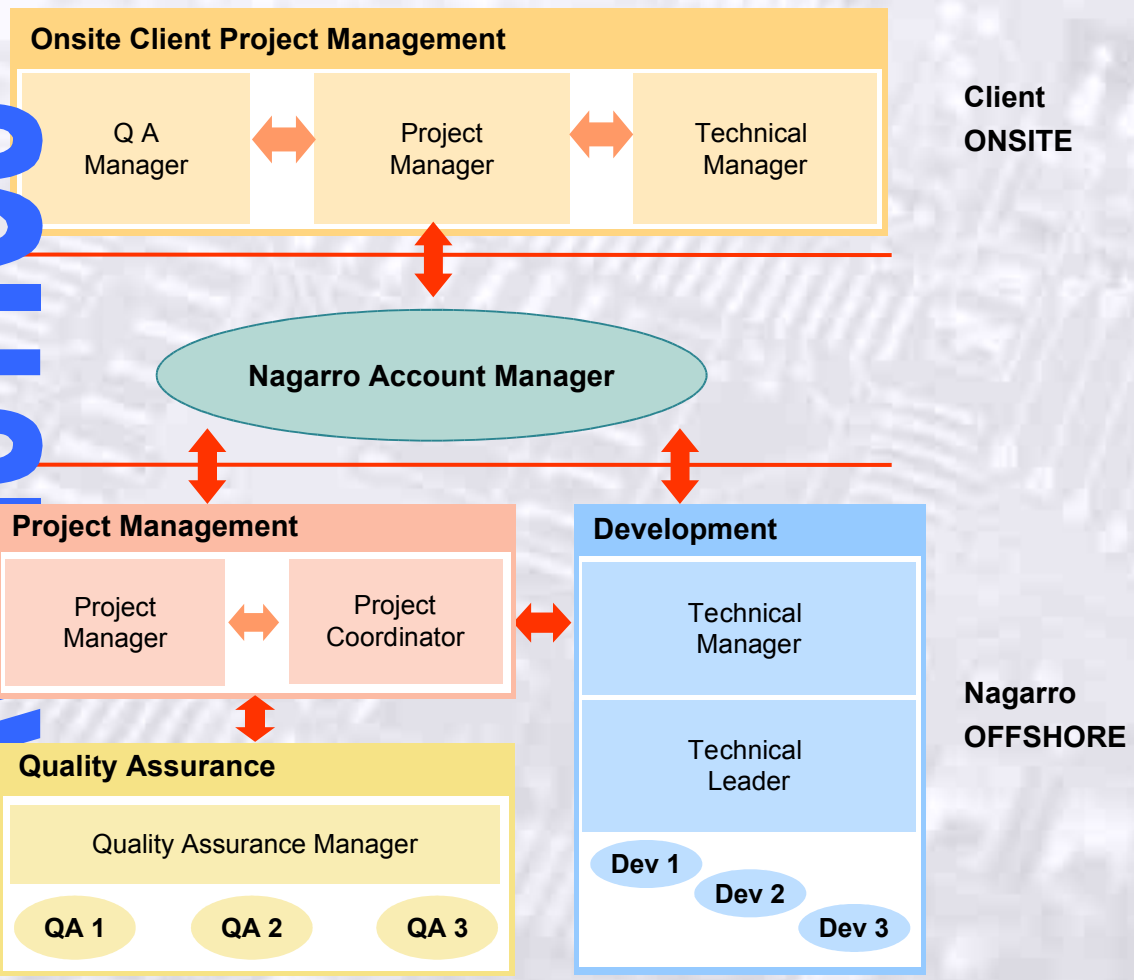 Onsite Client Project Management
Q A
Manager
Project
Manager
Technical
Manager
Client
ONSITE
Nagarro Account Manager
Project Management
Project
Manager
Project
Coordinator
Development
Technical
Manager
Technical
Leader
Dev 1
Dev 2
Dev 3
Nagarro
OFFSHORE
Quality Assurance
Quality Assurance Manager
QA 1
QA 2
QA 3